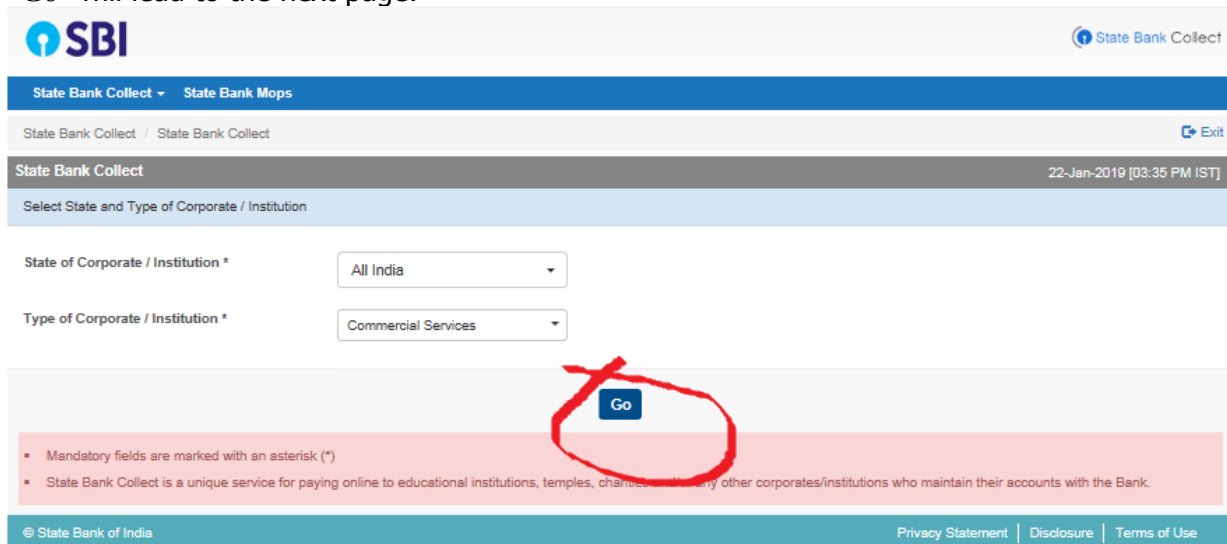 will lead to the next page.
SBI
State Bank Collect
State Bank Collect State Bank Mops
State Bank Collect / State Bank Collect
Exit
State Bank Collect
22-Jan-2019 [03:35 PM IST]
Select State and Type of Corporate / Institution
State of Corporate / Institution *
All India
Type of Corporate / Institution *
Commercial Services
Go
Mandatory fields are marked with an asterisk (*)
State Bank Collect is a unique service for paying online to educational institutions, temples, other corporates/institutions who maintain their accounts with the Bank.
© State Bank of India
Privacy Statement | Disclosure | Terms of Use